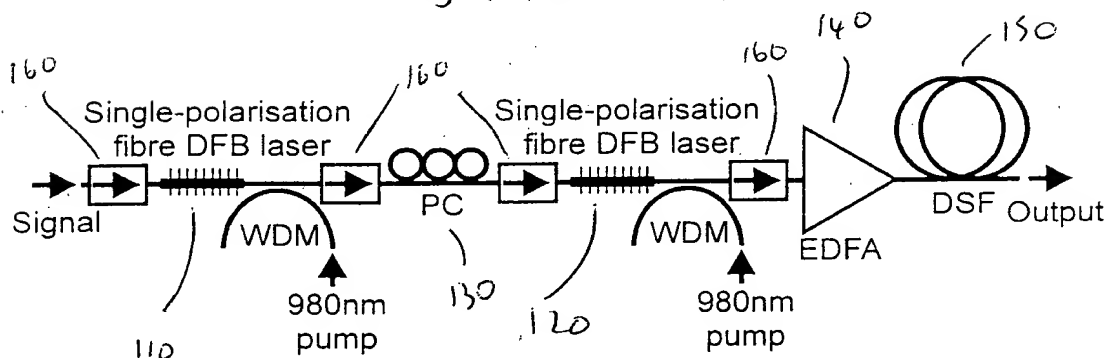 160
160
160
140
150
Single-polarisation
fibre DFB laser
Single-polarisation
fibre DFB laser
Signal
WDM
PC
WDM
EDFA
DSF
Output
980nm
pump
980nm
pump
110
130
120